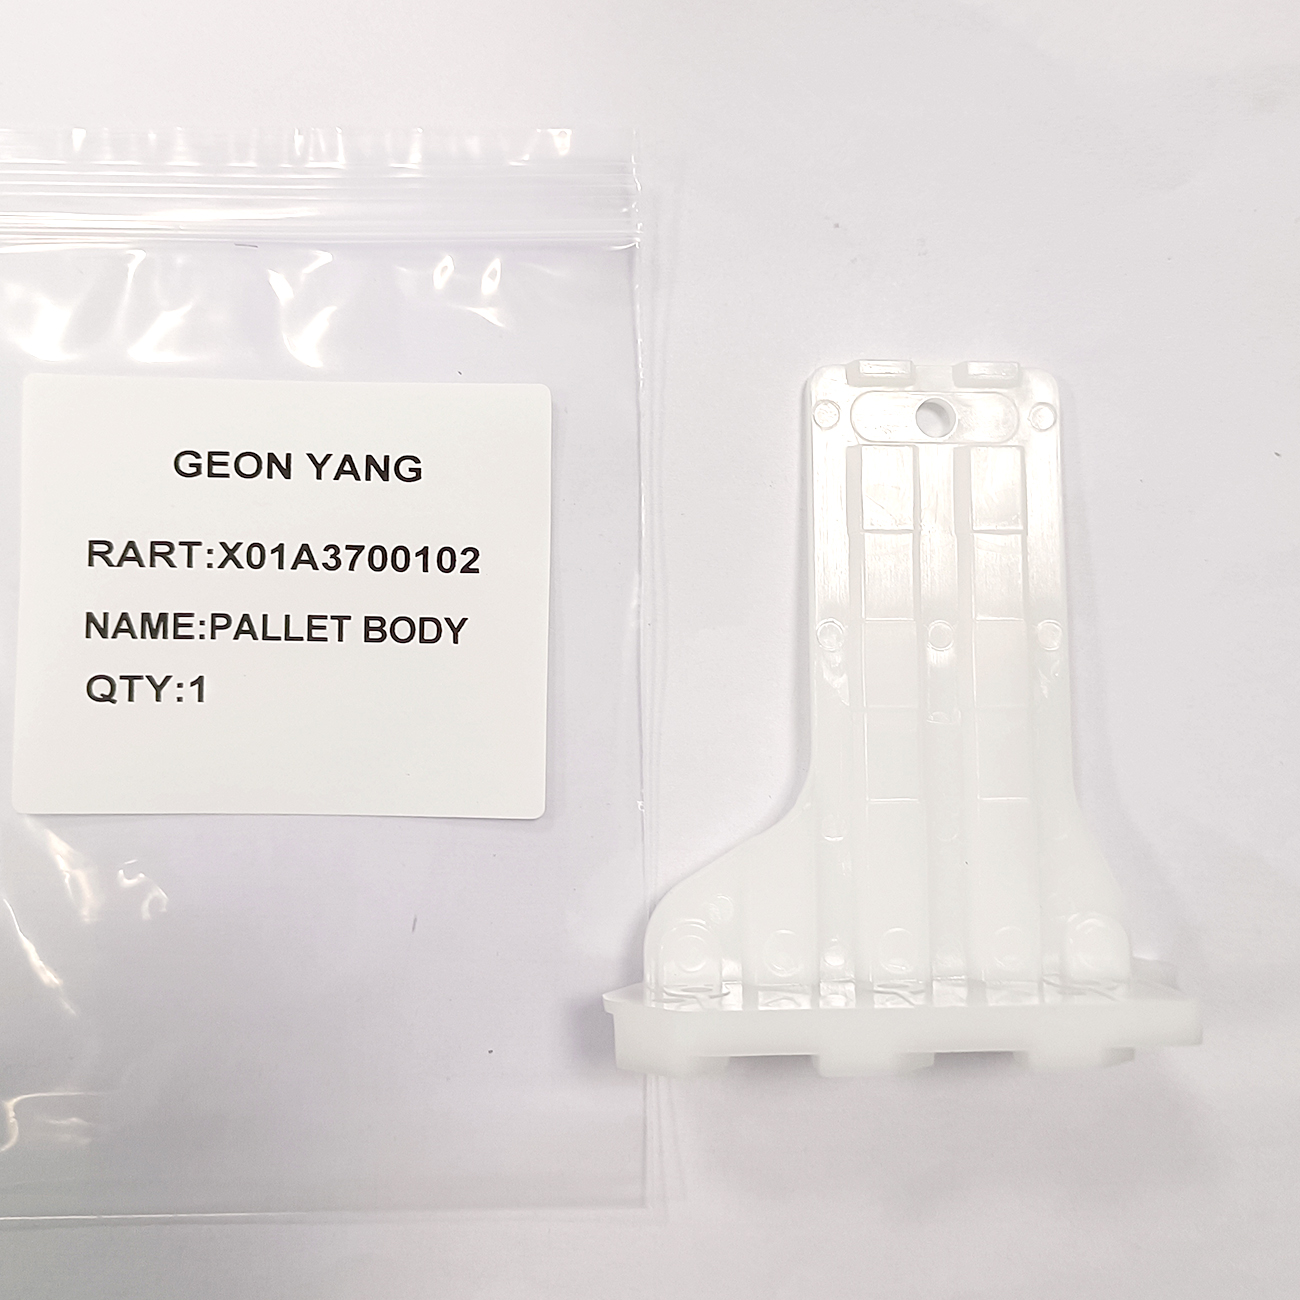 GEON YANG
RART:X01A3700102
NAME:PALLET BODY
QTY:1